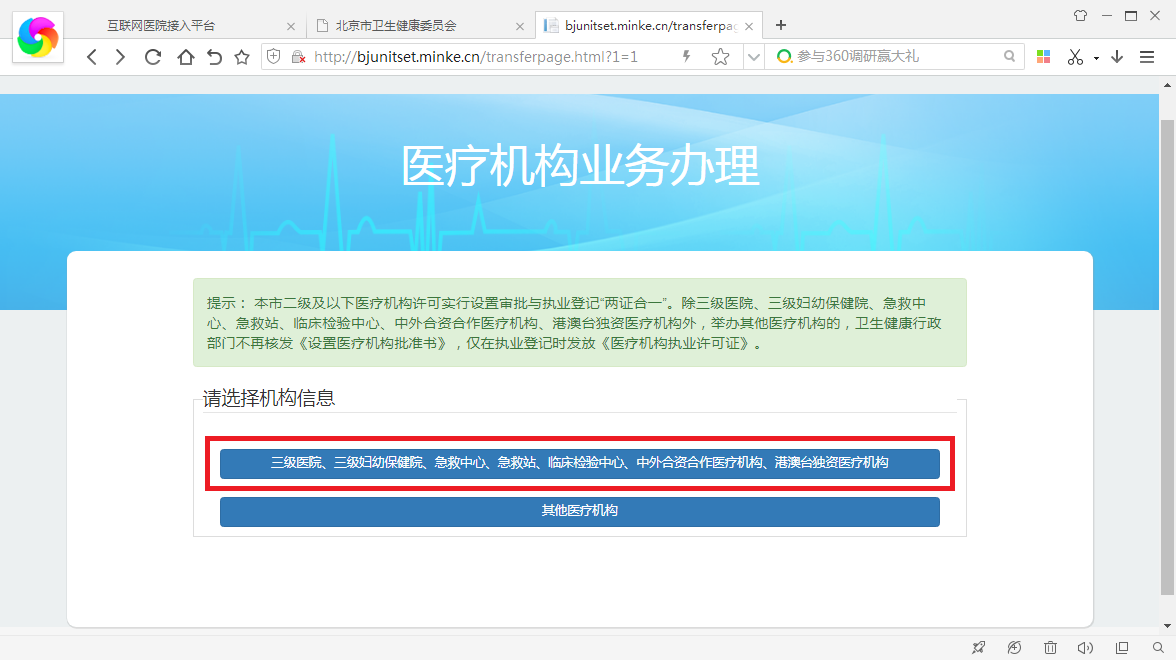 互联网医院接入平台
北京市卫生健康委员会
bjunitset.minke.cn/transferpag
http://bjunitset.minke.cn/transferpage.html?1=1
参与360调研赢大礼
医疗机构业务办理
提示： 本市二级及以下医疗机构许可实行设置审批与执业登记“两证合一”。除三级医院、三级妇幼保健院、急救中
心、急救站、临床检验中心、中外合资合作医疗机构、港澳台独资医疗机构外，举办其他医疗机构的，卫生健康行政
部门不再核发《设置医疗机构批准书》，仅在执业登记时发放《医疗机构执业许可证》。
请选择机构信息
三级医院、三级妇幼保健院、急救中心、急救站、临床检验中心、中外合资合作医疗机构、港澳台独资医疗机构
其他医疗机构